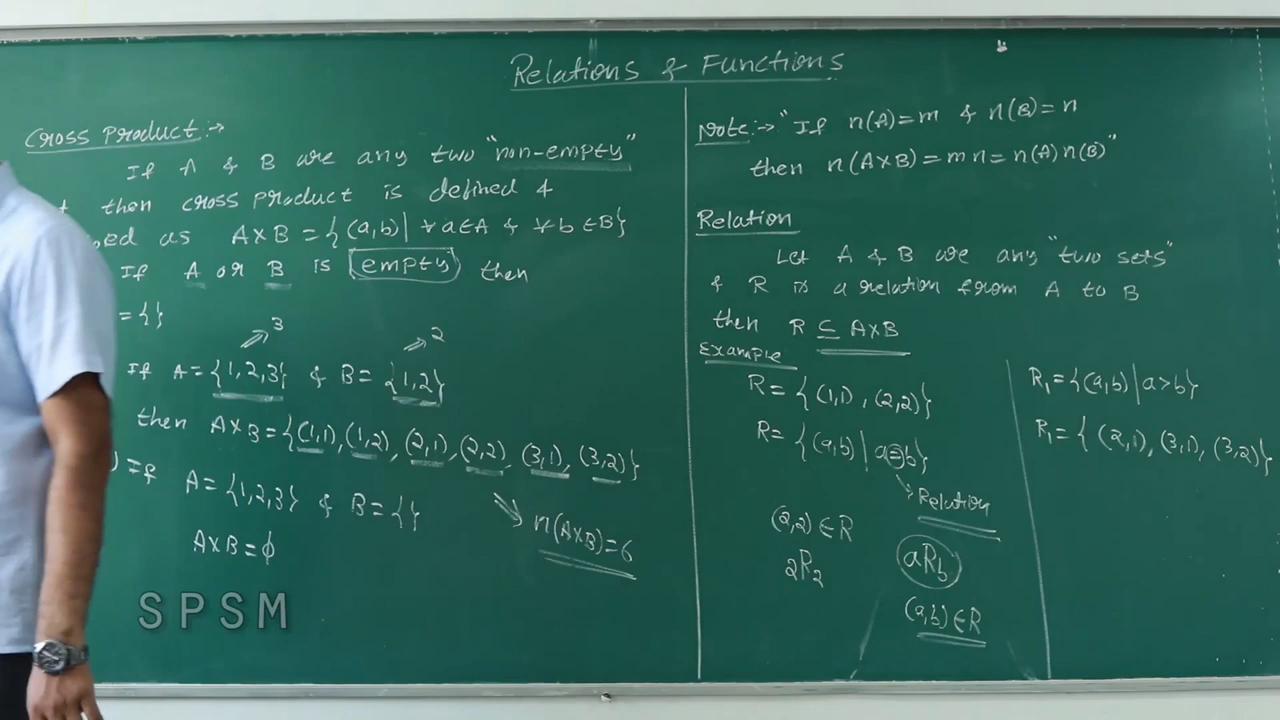 Relations & Functions
Cross Product :→
If A & B are any two "non-empty"
then cross product is defined &
as A×B = {(a,b) | ∀ a∈A & ∀ b∈B}
If A or B is empty then
= {}
3
2
If A = {1,2,3} & B = {1,2}
then A×B = {(1,1), (1,2), (2,1), (2,2), (3,1), (3,2)}
If A = {1,2,3} & B = {}
n(A×B) = 6
A×B = ϕ
SPSM
Note :→ "If n(A) = m & n(B) = n
then n(A×B) = mn = n(A) n(B)"
Relation
Let A & B are any "two sets"
& R is a relation from A to B
then R ⊆ A×B
Example
R = {(1,1), (2,2)}
R = {(a,b) | a=b}
Relation
(2,2) ∈ R
2R2
aRb
(a,b) ∈ R
R₁ = {(a,b) | a>b}
R₁ = {(2,1), (3,1), (3,2)}